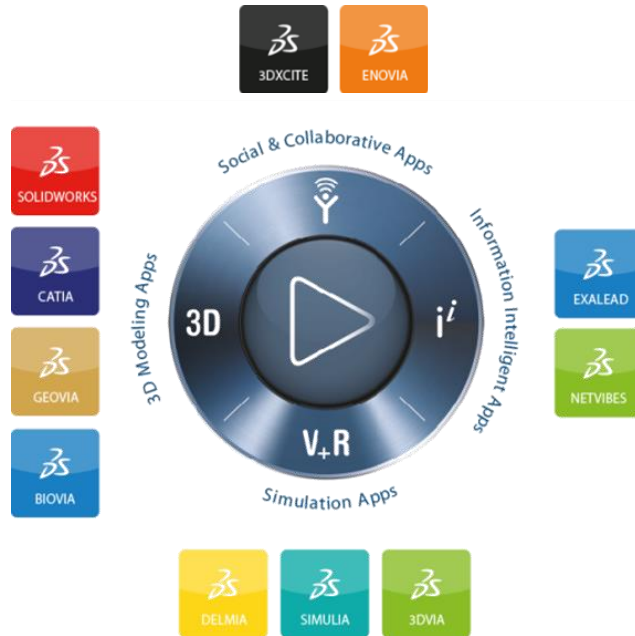 3DXCITE
ENOVIA
Social & Collaborative Apps
SOLIDWORKS
CATIA
GEOVIA
BIOVIA
3D Modeling Apps
3D
iⁱ
V+R
Information Intelligent Apps
EXALEAD
NETVIBES
Simulation Apps
DELMIA
SIMULIA
3DVIA